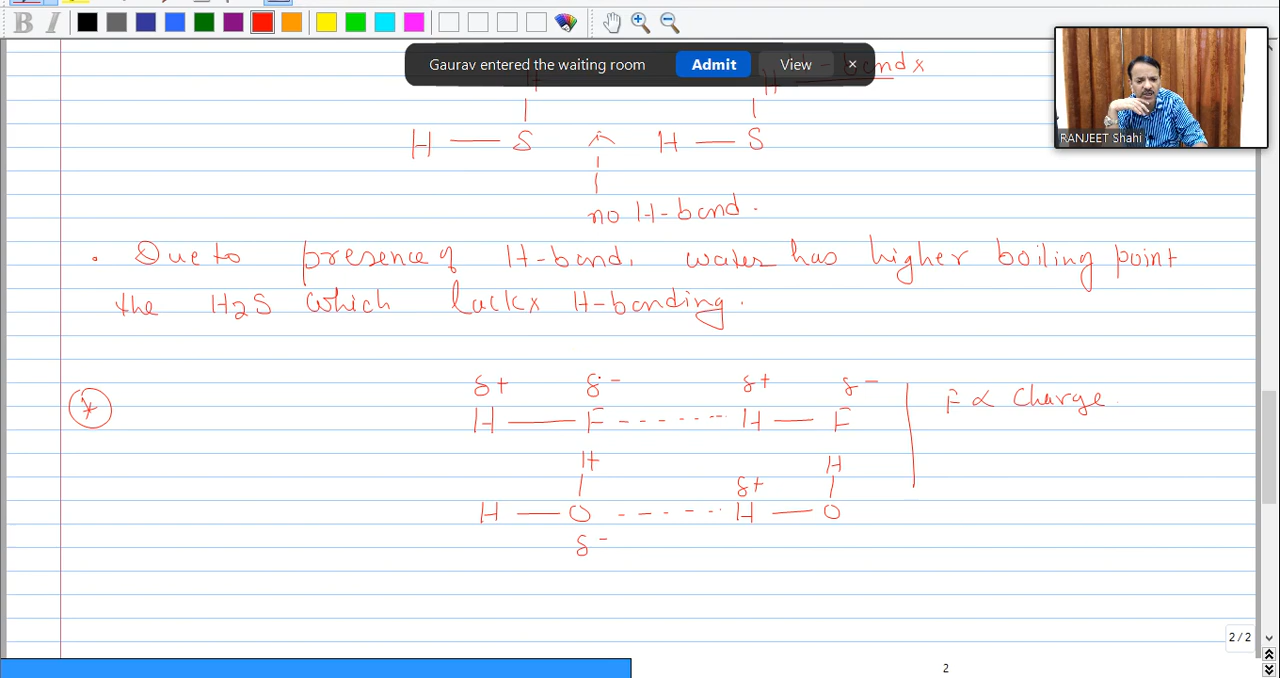 B I
Gaurav entered the waiting room Admit View ×
RANJEET Shahi
H H H-bond x
H — S H — S
no H-bond.
• Due to presence of H-bond, water has higher boiling point
the H2S which lackx H-bonding.
δ+ δ- δ+ δ-
H — F ------ H — F
F ∝ Charge
H H
δ+
H — O ------ H — O
δ-
2 / 2
2